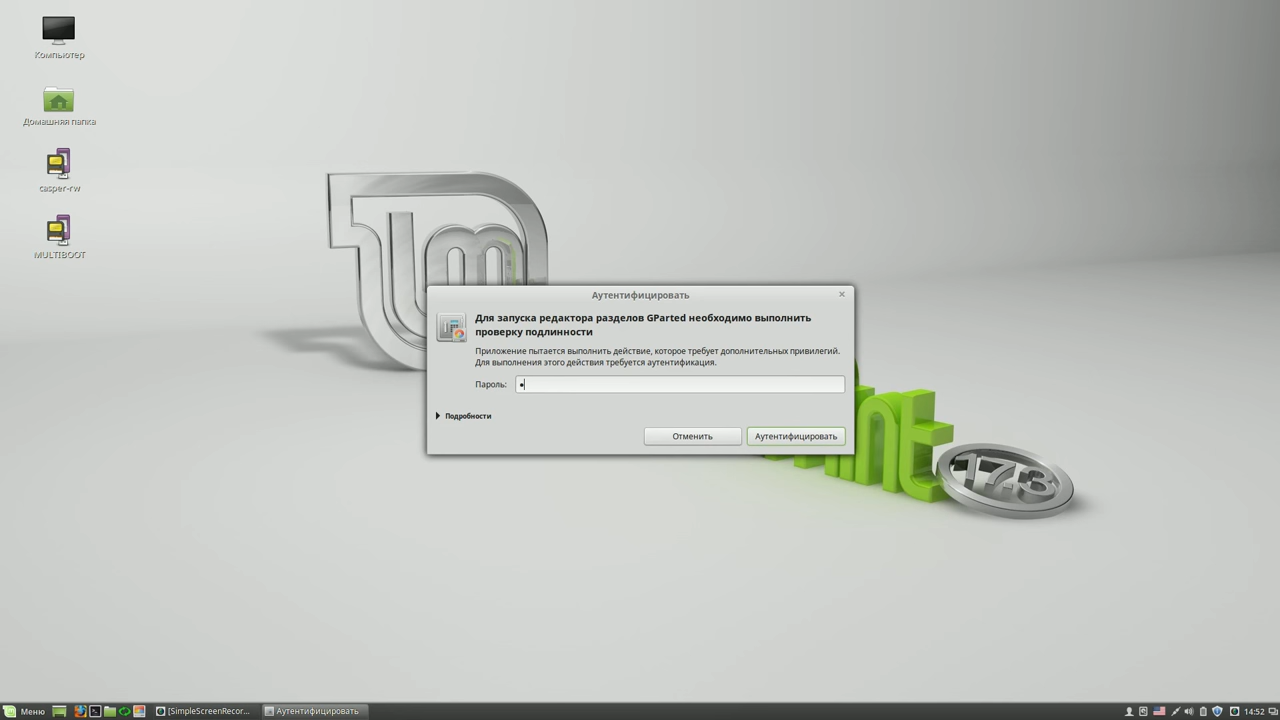 Компьютер
Домашняя папка
casper-rw
MULTIBOOT
Аутентифицировать
Для запуска редактора разделов GParted необходимо выполнить
проверку подлинности
Приложение пытается выполнить действие, которое требует дополнительных привилегий.
Для выполнения этого действия требуется аутентификация.
Пароль: •
Подробности
Отменить
Аутентифицировать
17.3
Меню
[SimpleScreenRecor...
Аутентифицировать
14:52